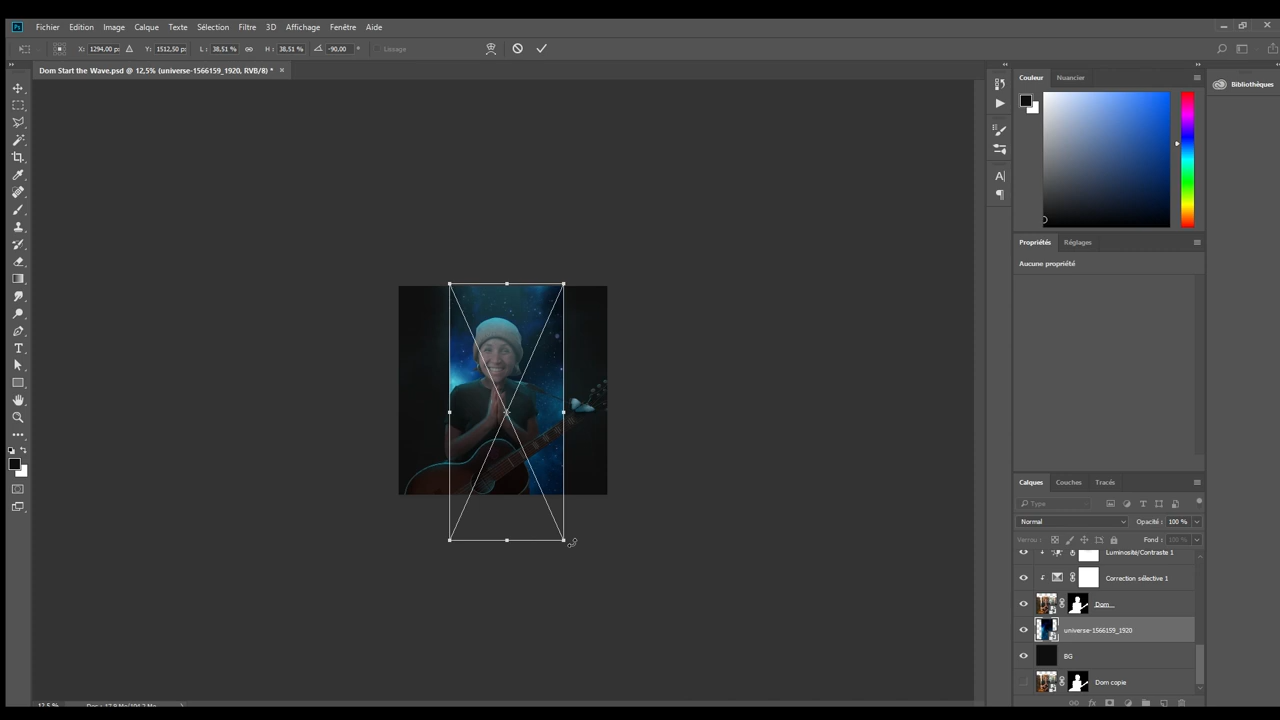 Ps Fichier Edition Image Calque Texte Sélection Filtre 3D Affichage Fenêtre Aide
X: 1294,00 px Y: 1512,50 px L: 38,51 % H: 38,51 % -90,00 ° Lissage
Dom Start the Wave.psd @ 12,5% (universe-1566159_1920, RVB/8) * ×
Couleur Nuancier
Bibliothèques
Propriétés Réglages
Aucune propriété
Calques Couches Tracés
Type
Normal Opacité : 100 %
Verrou : Fond : 100 %
Luminosité/Contraste 1
Correction sélective 1
Dom
universe-1566159_1920
BG
Dom copie